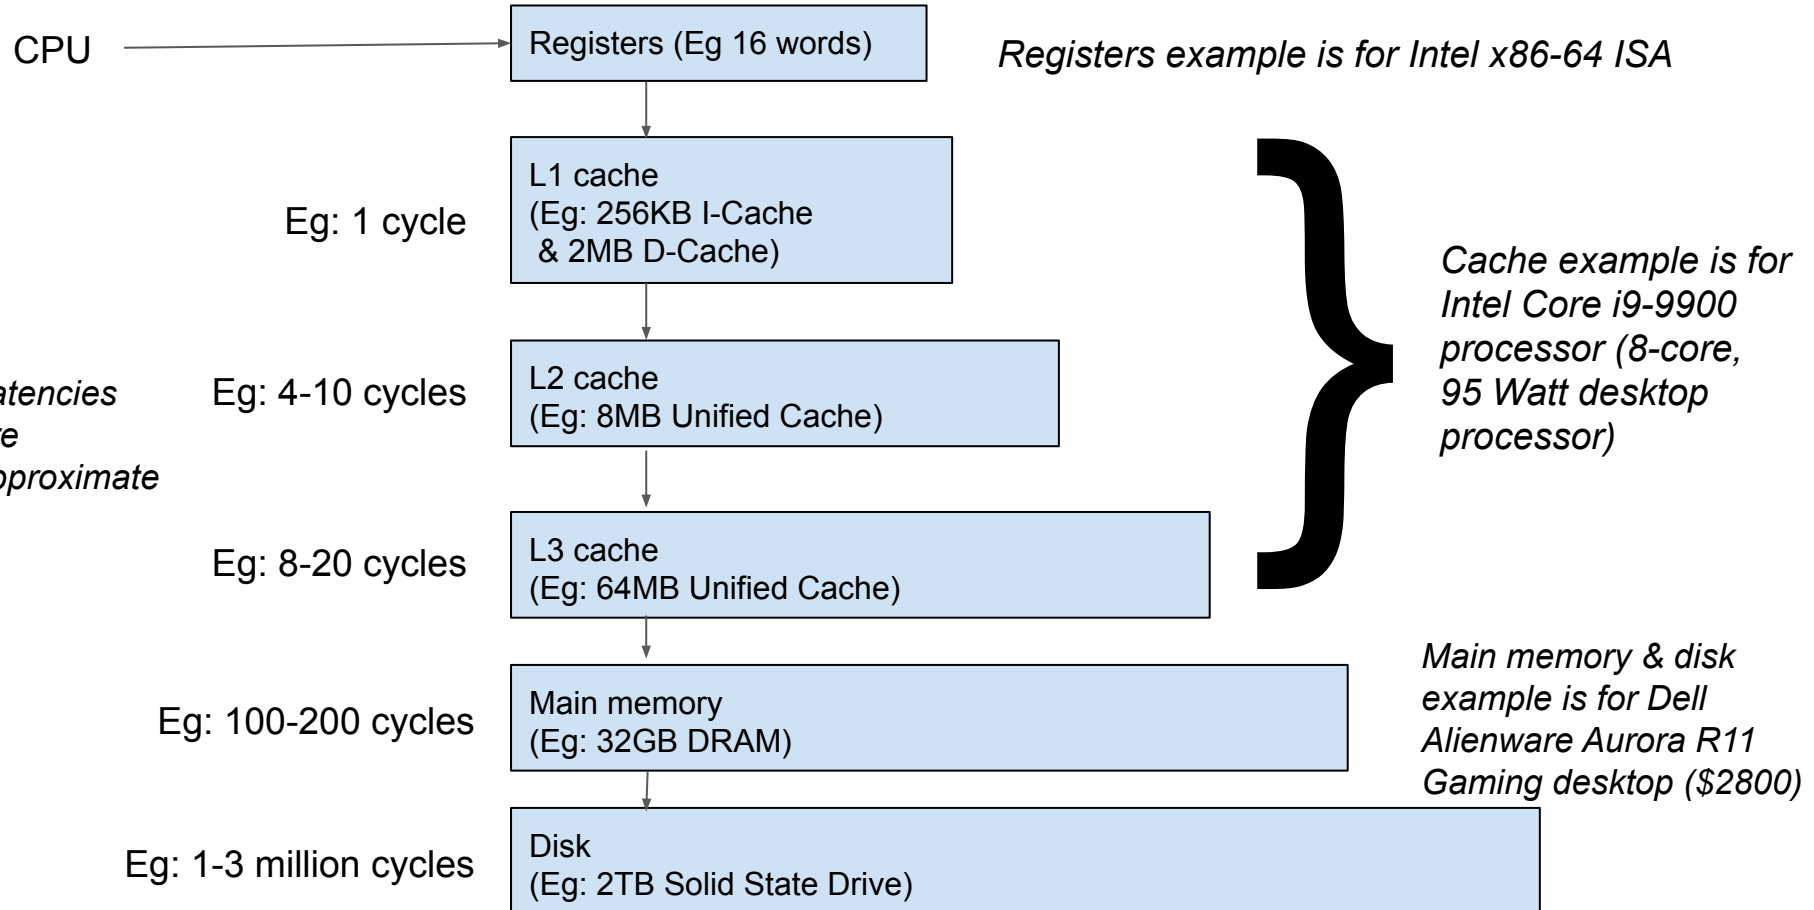 CPU
Registers (Eg 16 words)
Registers example is for Intel x86-64 ISA
Eg: 1 cycle
L1 cache
(Eg: 256KB I-Cache
& 2MB D-Cache)
Cache example is for
Intel Core i9-9900
processor (8-core,
95 Watt desktop
processor)
atencies
e
proximate
Eg: 4-10 cycles
L2 cache
(Eg: 8MB Unified Cache)
Eg: 8-20 cycles
L3 cache
(Eg: 64MB Unified Cache)
Eg: 100-200 cycles
Main memory
(Eg: 32GB DRAM)
Main memory & disk
example is for Dell
Alienware Aurora R11
Gaming desktop ($2800)
Eg: 1-3 million cycles
Disk
(Eg: 2TB Solid State Drive)